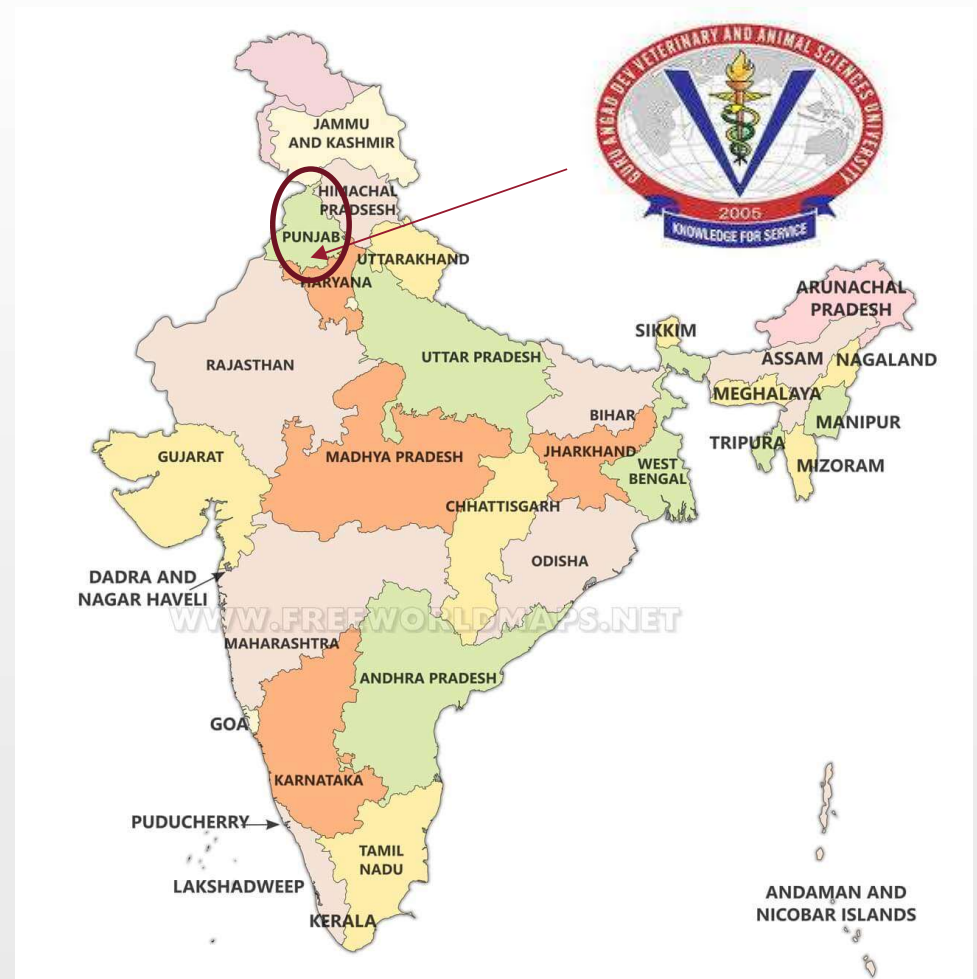 GURU ANGAD DEV VETERINARY AND ANIMAL SCIENCES UNIVERSITY
2005
KNOWLEDGE FOR SERVICE
JAMMU
AND KASHMIR
HIMACHAL
PRADSESH
PUNJAB
UTTARAKHAND
HARYANA
ARUNACHAL
PRADESH
SIKKIM
RAJASTHAN
UTTAR PRADESH
ASSAM
NAGALAND
MEGHALAYA
BIHAR
MANIPUR
TRIPURA
GUJARAT
MADHYA PRADESH
JHARKHAND
WEST
BENGAL
MIZORAM
CHHATTISGARH
ODISHA
DADRA AND
NAGAR HAVELI
WWW.FREEWORLDMAPS.NET
MAHARASHTRA
ANDHRA PRADESH
GOA
KARNATAKA
PUDUCHERRY
TAMIL
NADU
LAKSHADWEEP
KERALA
ANDAMAN AND
NICOBAR ISLANDS